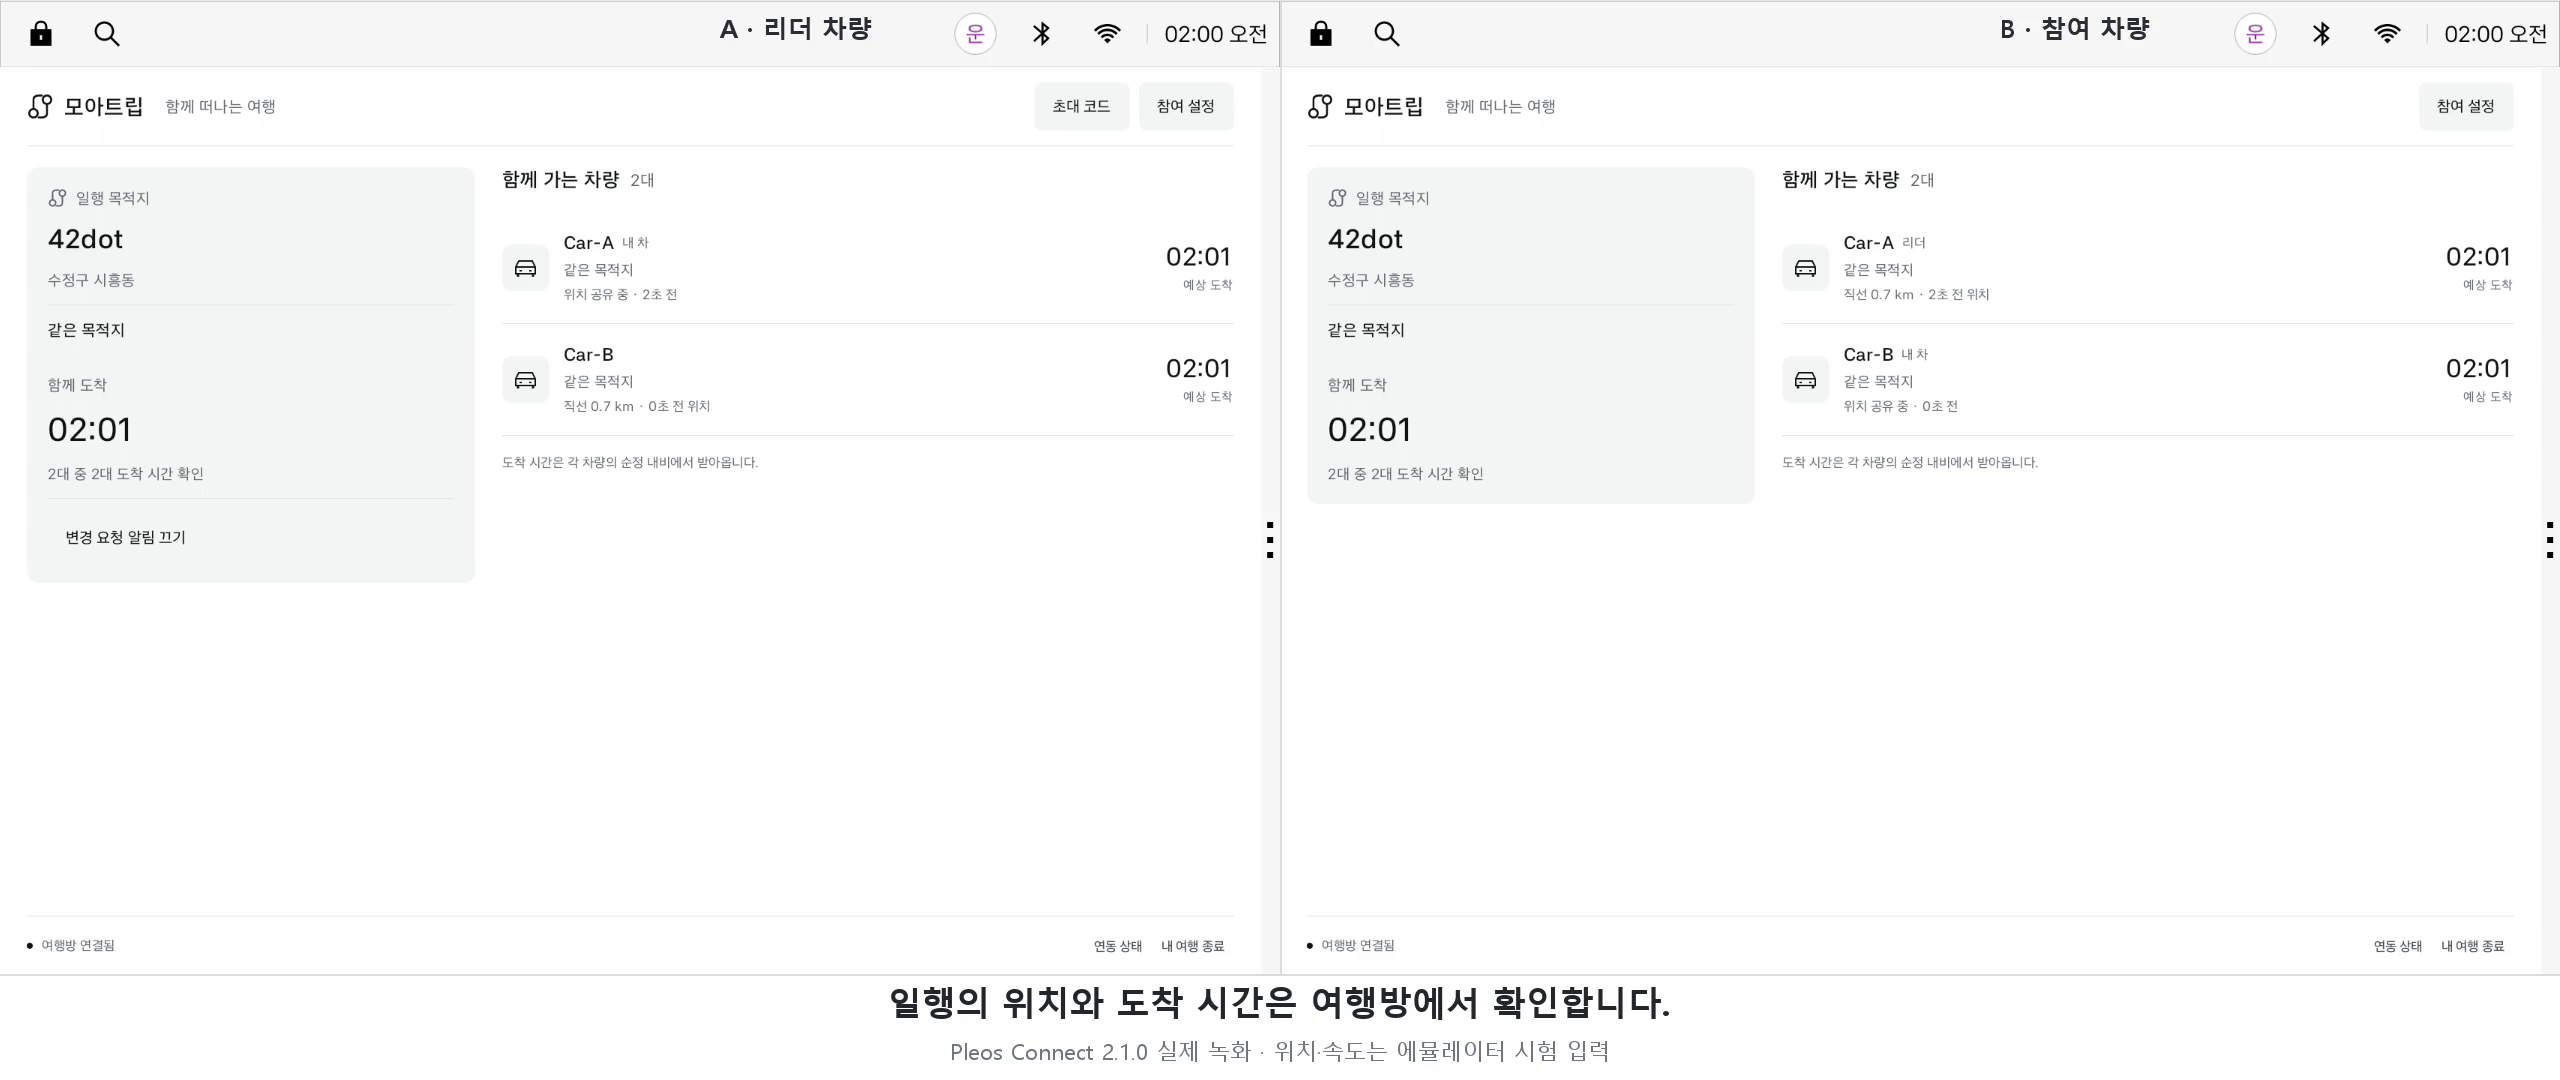 A · 리더 차량
운
02:00 오전
모아트립 함께 떠나는 여행
초대 코드
참여 설정
일행 목적지
42dot
수정구 시흥동
같은 목적지
함께 도착
02:01
2대 중 2대 도착 시간 확인
변경 요청 알림 끄기
함께 가는 차량 2대
Car-A 내 차
같은 목적지
위치 공유 중 · 2초 전
02:01
예상 도착
Car-B
같은 목적지
직선 0.7 km · 0초 전 위치
02:01
예상 도착
도착 시간은 각 차량의 순정 내비에서 받아옵니다.
여행방 연결됨
연동 상태
내 여행 종료
B · 참여 차량
운
02:00 오전
모아트립 함께 떠나는 여행
참여 설정
일행 목적지
42dot
수정구 시흥동
같은 목적지
함께 도착
02:01
2대 중 2대 도착 시간 확인
함께 가는 차량 2대
Car-A 리더
같은 목적지
직선 0.7 km · 2초 전 위치
02:01
예상 도착
Car-B 내 차
같은 목적지
위치 공유 중 · 0초 전
02:01
예상 도착
도착 시간은 각 차량의 순정 내비에서 받아옵니다.
여행방 연결됨
연동 상태
내 여행 종료
일행의 위치와 도착 시간은 여행방에서 확인합니다.
Pleos Connect 2.1.0 실제 녹화 · 위치·속도는 에뮬레이터 시험 입력